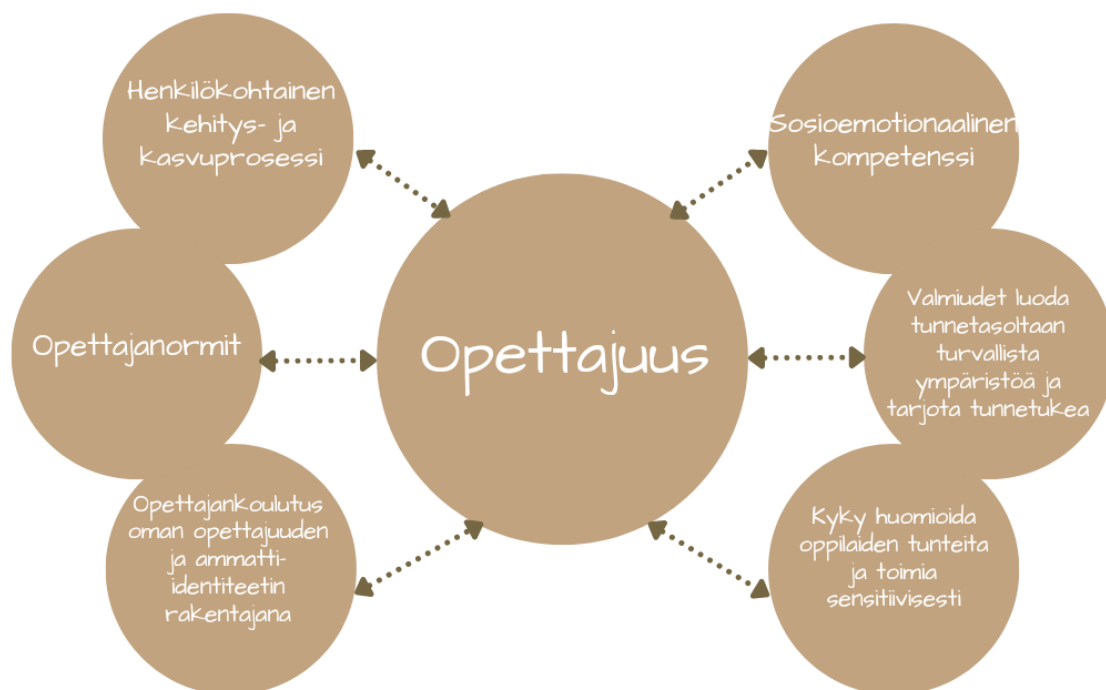 Henkilökohtainen
kehitys- ja
kasvuprosessi
Opettajanormit
Opettajankoulutus
oman opettajuuden
ja ammatti-
identiteetin
rakentajana
Opettajuus
Sosioemotionaalinen
kompetenssi
Valmiudet luoda
tunnetasoltaan
turvallista
ympäristöä ja
tarjota tunnetukea
Kyky huomioida
oppilaiden tunteita
ja toimia
sensitiivisesti